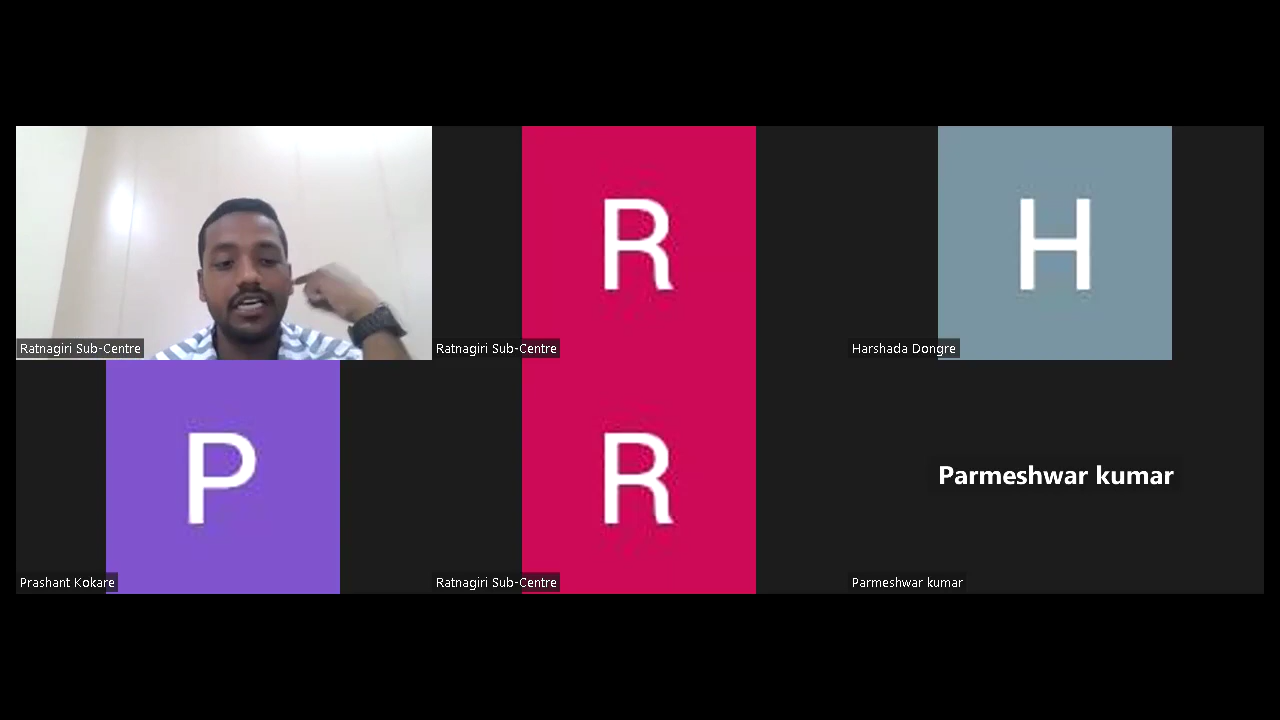 R
H
Ratnagiri Sub-Centre
Ratnagiri Sub-Centre
Harshada Dongre
P
R
Parmeshwar kumar
Prashant Kokare
Ratnagiri Sub-Centre
Parmeshwar kumar